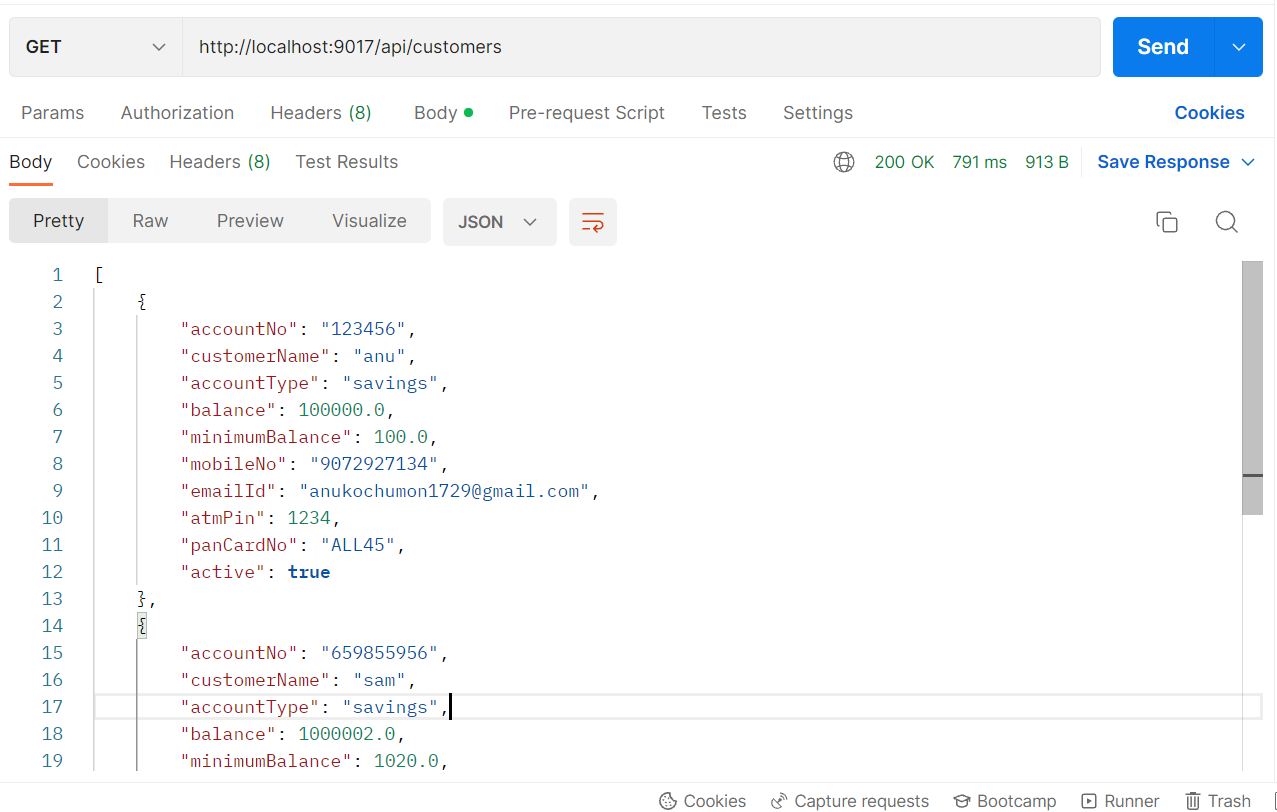 GET http://localhost:9017/api/customers Send
Params Authorization Headers (8) Body Pre-request Script Tests Settings Cookies
Body Cookies Headers (8) Test Results 200 OK 791 ms 913 B Save Response
Pretty Raw Preview Visualize JSON
1 [
2 {
3 "accountNo": "123456",
4 "customerName": "anu",
5 "accountType": "savings",
6 "balance": 100000.0,
7 "minimumBalance": 100.0,
8 "mobileNo": "9072927134",
9 "emailId": "anukochumon1729@gmail.com",
10 "atmPin": 1234,
11 "panCardNo": "ALL45",
12 "active": true
13 },
14 {
15 "accountNo": "659855956",
16 "customerName": "sam",
17 "accountType": "savings",
18 "balance": 1000002.0,
19 "minimumBalance": 1020.0,
Cookies Capture requests Bootcamp Runner Trash